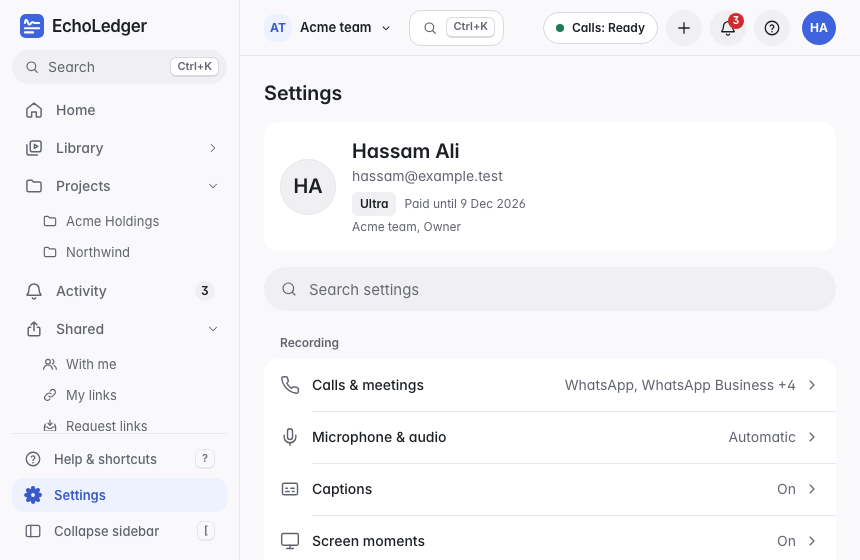 EchoLedger
Search Ctrl+K
Home
Library
Projects
Acme Holdings
Northwind
Activity 3
Shared
With me
My links
Request links
Help & shortcuts ?
Settings
Collapse sidebar [
AT Acme team Ctrl+K Calls: Ready 3 HA
Settings
HA
Hassam Ali
hassam@example.test
Ultra Paid until 9 Dec 2026
Acme team, Owner
Search settings
Recording
Calls & meetings WhatsApp, WhatsApp Business +4
Microphone & audio Automatic
Captions On
Screen moments On